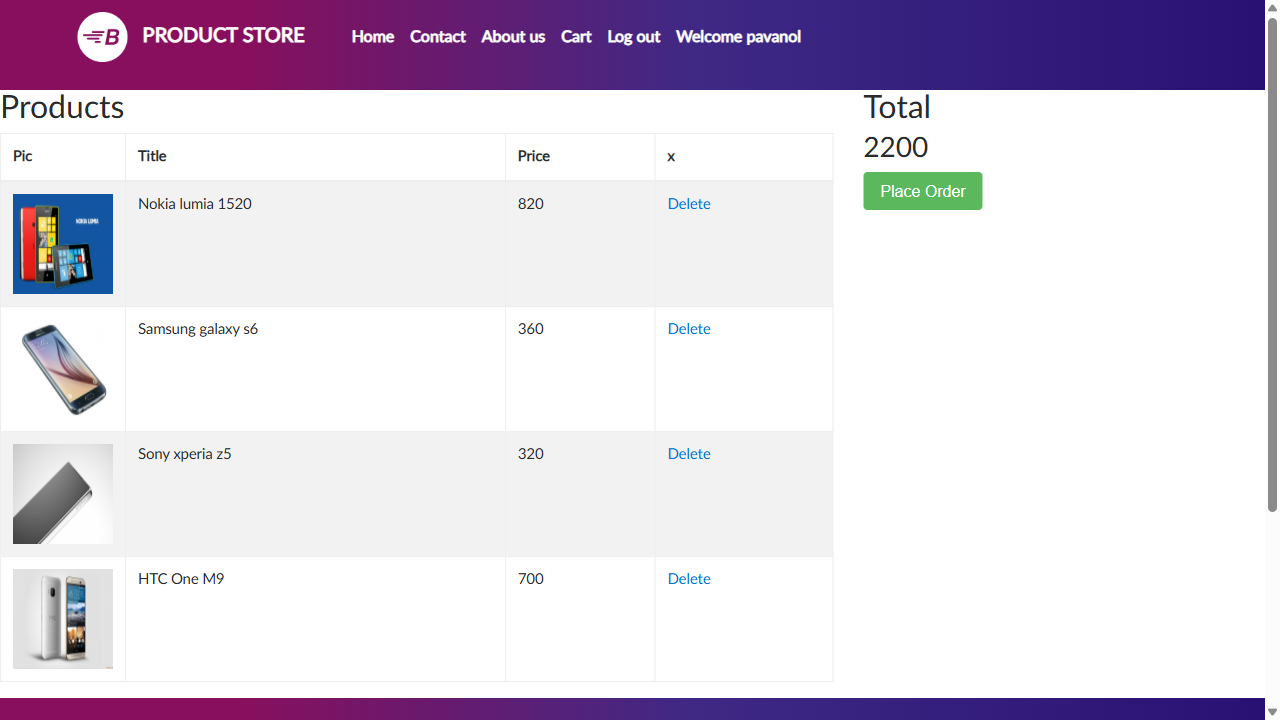 B PRODUCT STORE Home Contact About us Cart Log out Welcome pavanol
Products
Total
2200
Place Order
Pic Title Price x
NOKIA LUMIA
Nokia lumia 1520 820 Delete
Samsung galaxy s6 360 Delete
Sony xperia z5 320 Delete
HTC One M9 700 Delete